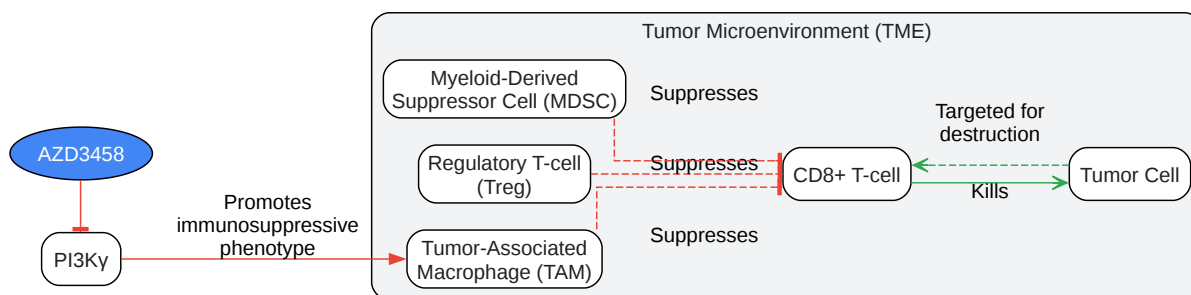 Tumor Microenvironment (TME)
Myeloid-Derived
Suppressor Cell (MDSC)
Suppresses
Targeted for
destruction
AZD3458
Regulatory T-cell
(Treg)
Suppresses
CD8+ T-cell
Kills
Tumor Cell
Promotes
immunosuppressive
phenotype
PI3Kγ
Tumor-Associated
Macrophage (TAM)
Suppresses